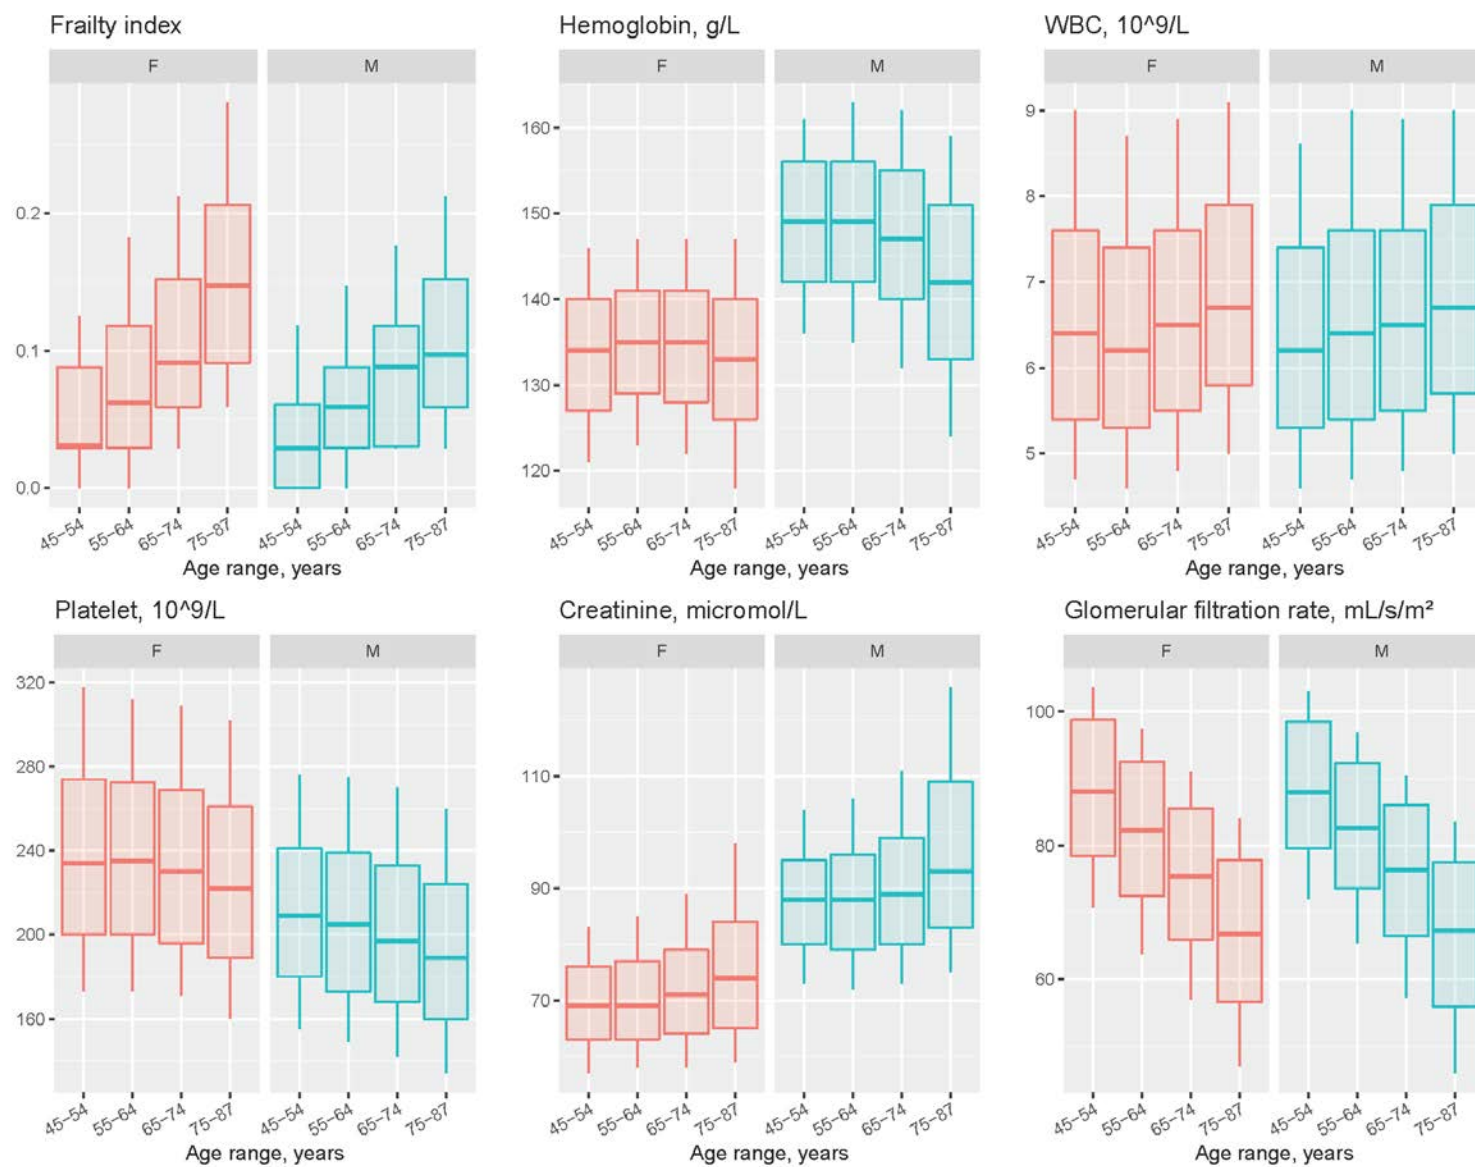 Frailty index
F M
0.2
0.1
0.0
45–54 55–64 65–74 75–87 45–54 55–64 65–74 75–87
Age range, years
Hemoglobin, g/L
F M
160
150
140
130
120
45–54 55–64 65–74 75–87 45–54 55–64 65–74 75–87
Age range, years
WBC, 10^9/L
F M
9
8
7
6
5
45–54 55–64 65–74 75–87 45–54 55–64 65–74 75–87
Age range, years
Platelet, 10^9/L
F M
320
280
240
200
160
45–54 55–64 65–74 75–87 45–54 55–64 65–74 75–87
Age range, years
Creatinine, micromol/L
F M
110
90
70
45–54 55–64 65–74 75–87 45–54 55–64 65–74 75–87
Age range, years
Glomerular filtration rate, mL/s/m²
F M
100
80
60
45–54 55–64 65–74 75–87 45–54 55–64 65–74 75–87
Age range, years